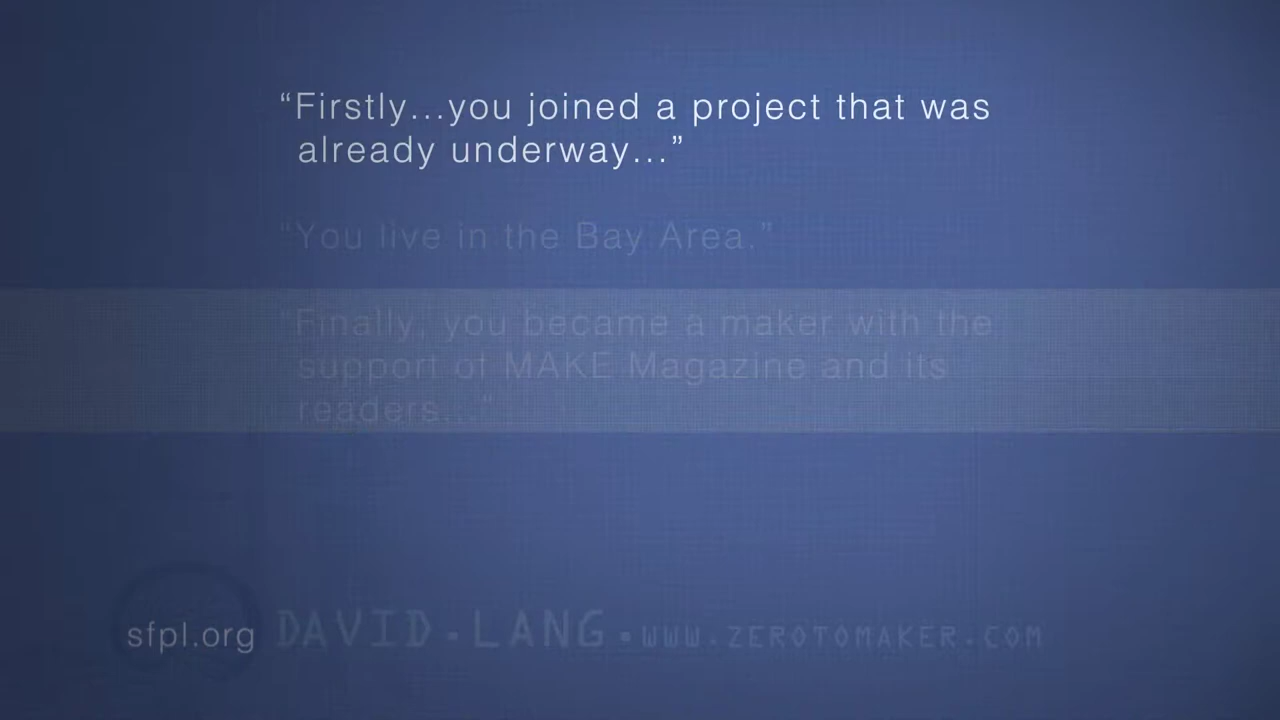 “Firstly...you joined a project that was
already underway...”
“You live in the Bay Area.”
“Finally, you became a maker with the
support of MAKE Magazine and its
readers...”
sfpl.org DAVID.LANG.WWW.ZEROTOMAKER.COM